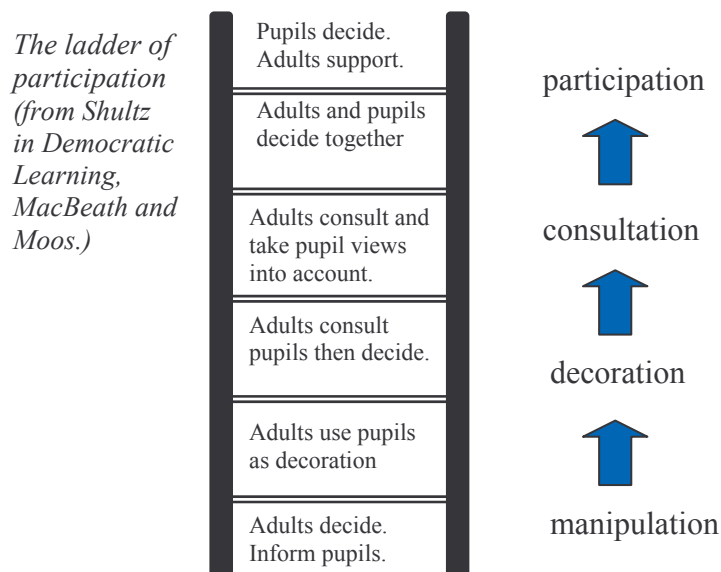 The ladder of
participation
(from Shultz
in Democratic
Learning,
MacBeath and
Moos.)
Pupils decide.
Adults support.
Adults and pupils
decide together
Adults consult and
take pupil views
into account.
Adults consult
pupils then decide.
Adults use pupils
as decoration
Adults decide.
Inform pupils.
participation
consultation
decoration
manipulation